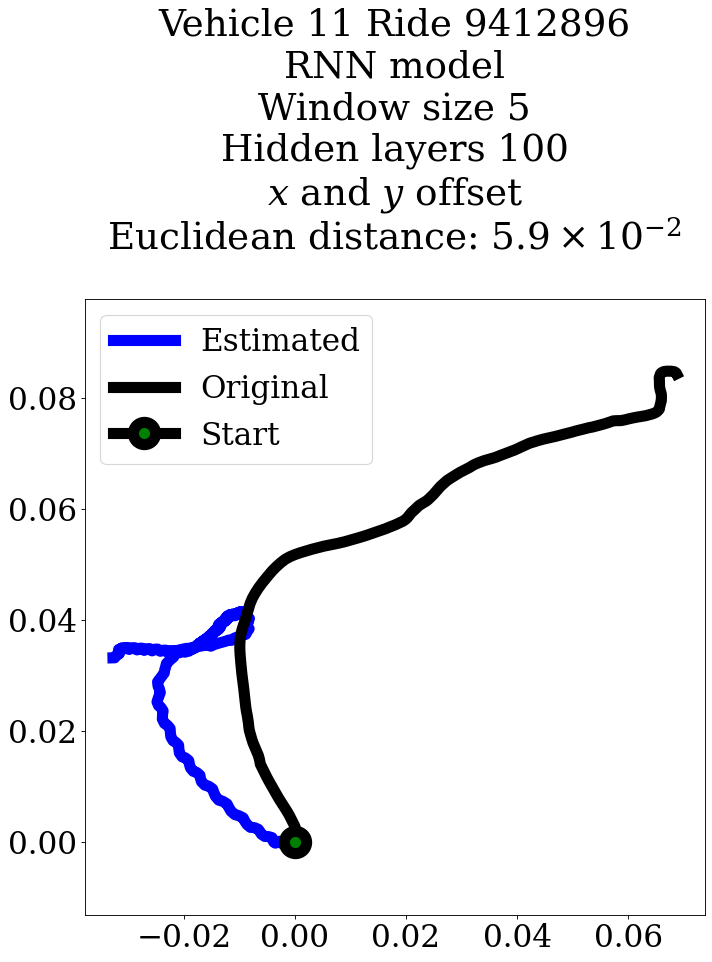 Vehicle 11 Ride 9412896
RNN model
Window size 5
Hidden layers 100
x and y offset
Euclidean distance: 5.9 × 10⁻²
Estimated
Original
Start
0.08
0.06
0.04
0.02
0.00
−0.02 0.00 0.02 0.04 0.06